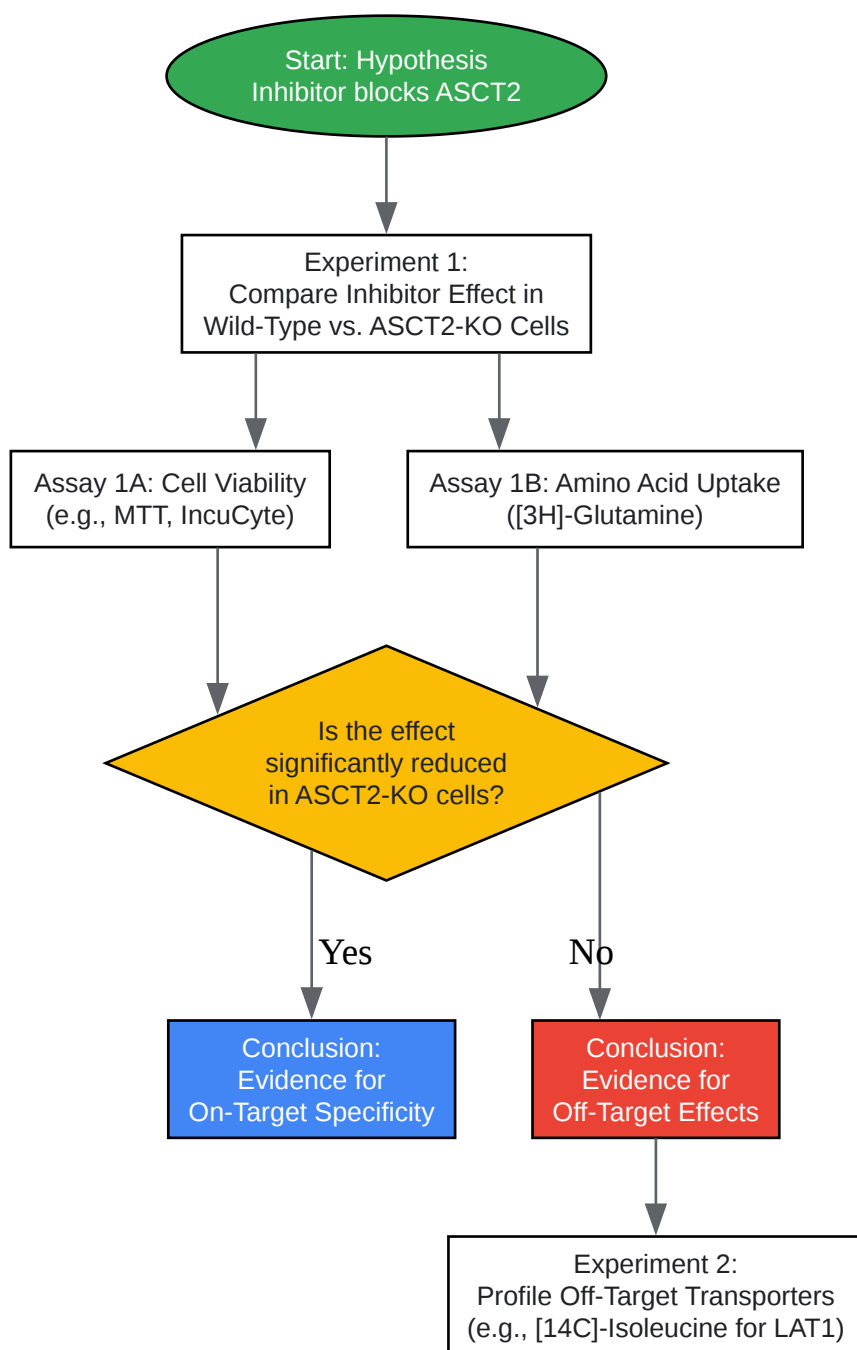 Start: Hypothesis
Inhibitor blocks ASCT2
Experiment 1:
Compare Inhibitor Effect in
Wild-Type vs. ASCT2-KO Cells
Assay 1A: Cell Viability
(e.g., MTT, IncuCyte)
Assay 1B: Amino Acid Uptake
([3H]-Glutamine)
Is the effect
significantly reduced
in ASCT2-KO cells?
Yes
No
Conclusion:
Evidence for
On-Target Specificity
Conclusion:
Evidence for
Off-Target Effects
Experiment 2:
Profile Off-Target Transporters
(e.g., [14C]-Isoleucine for LAT1)